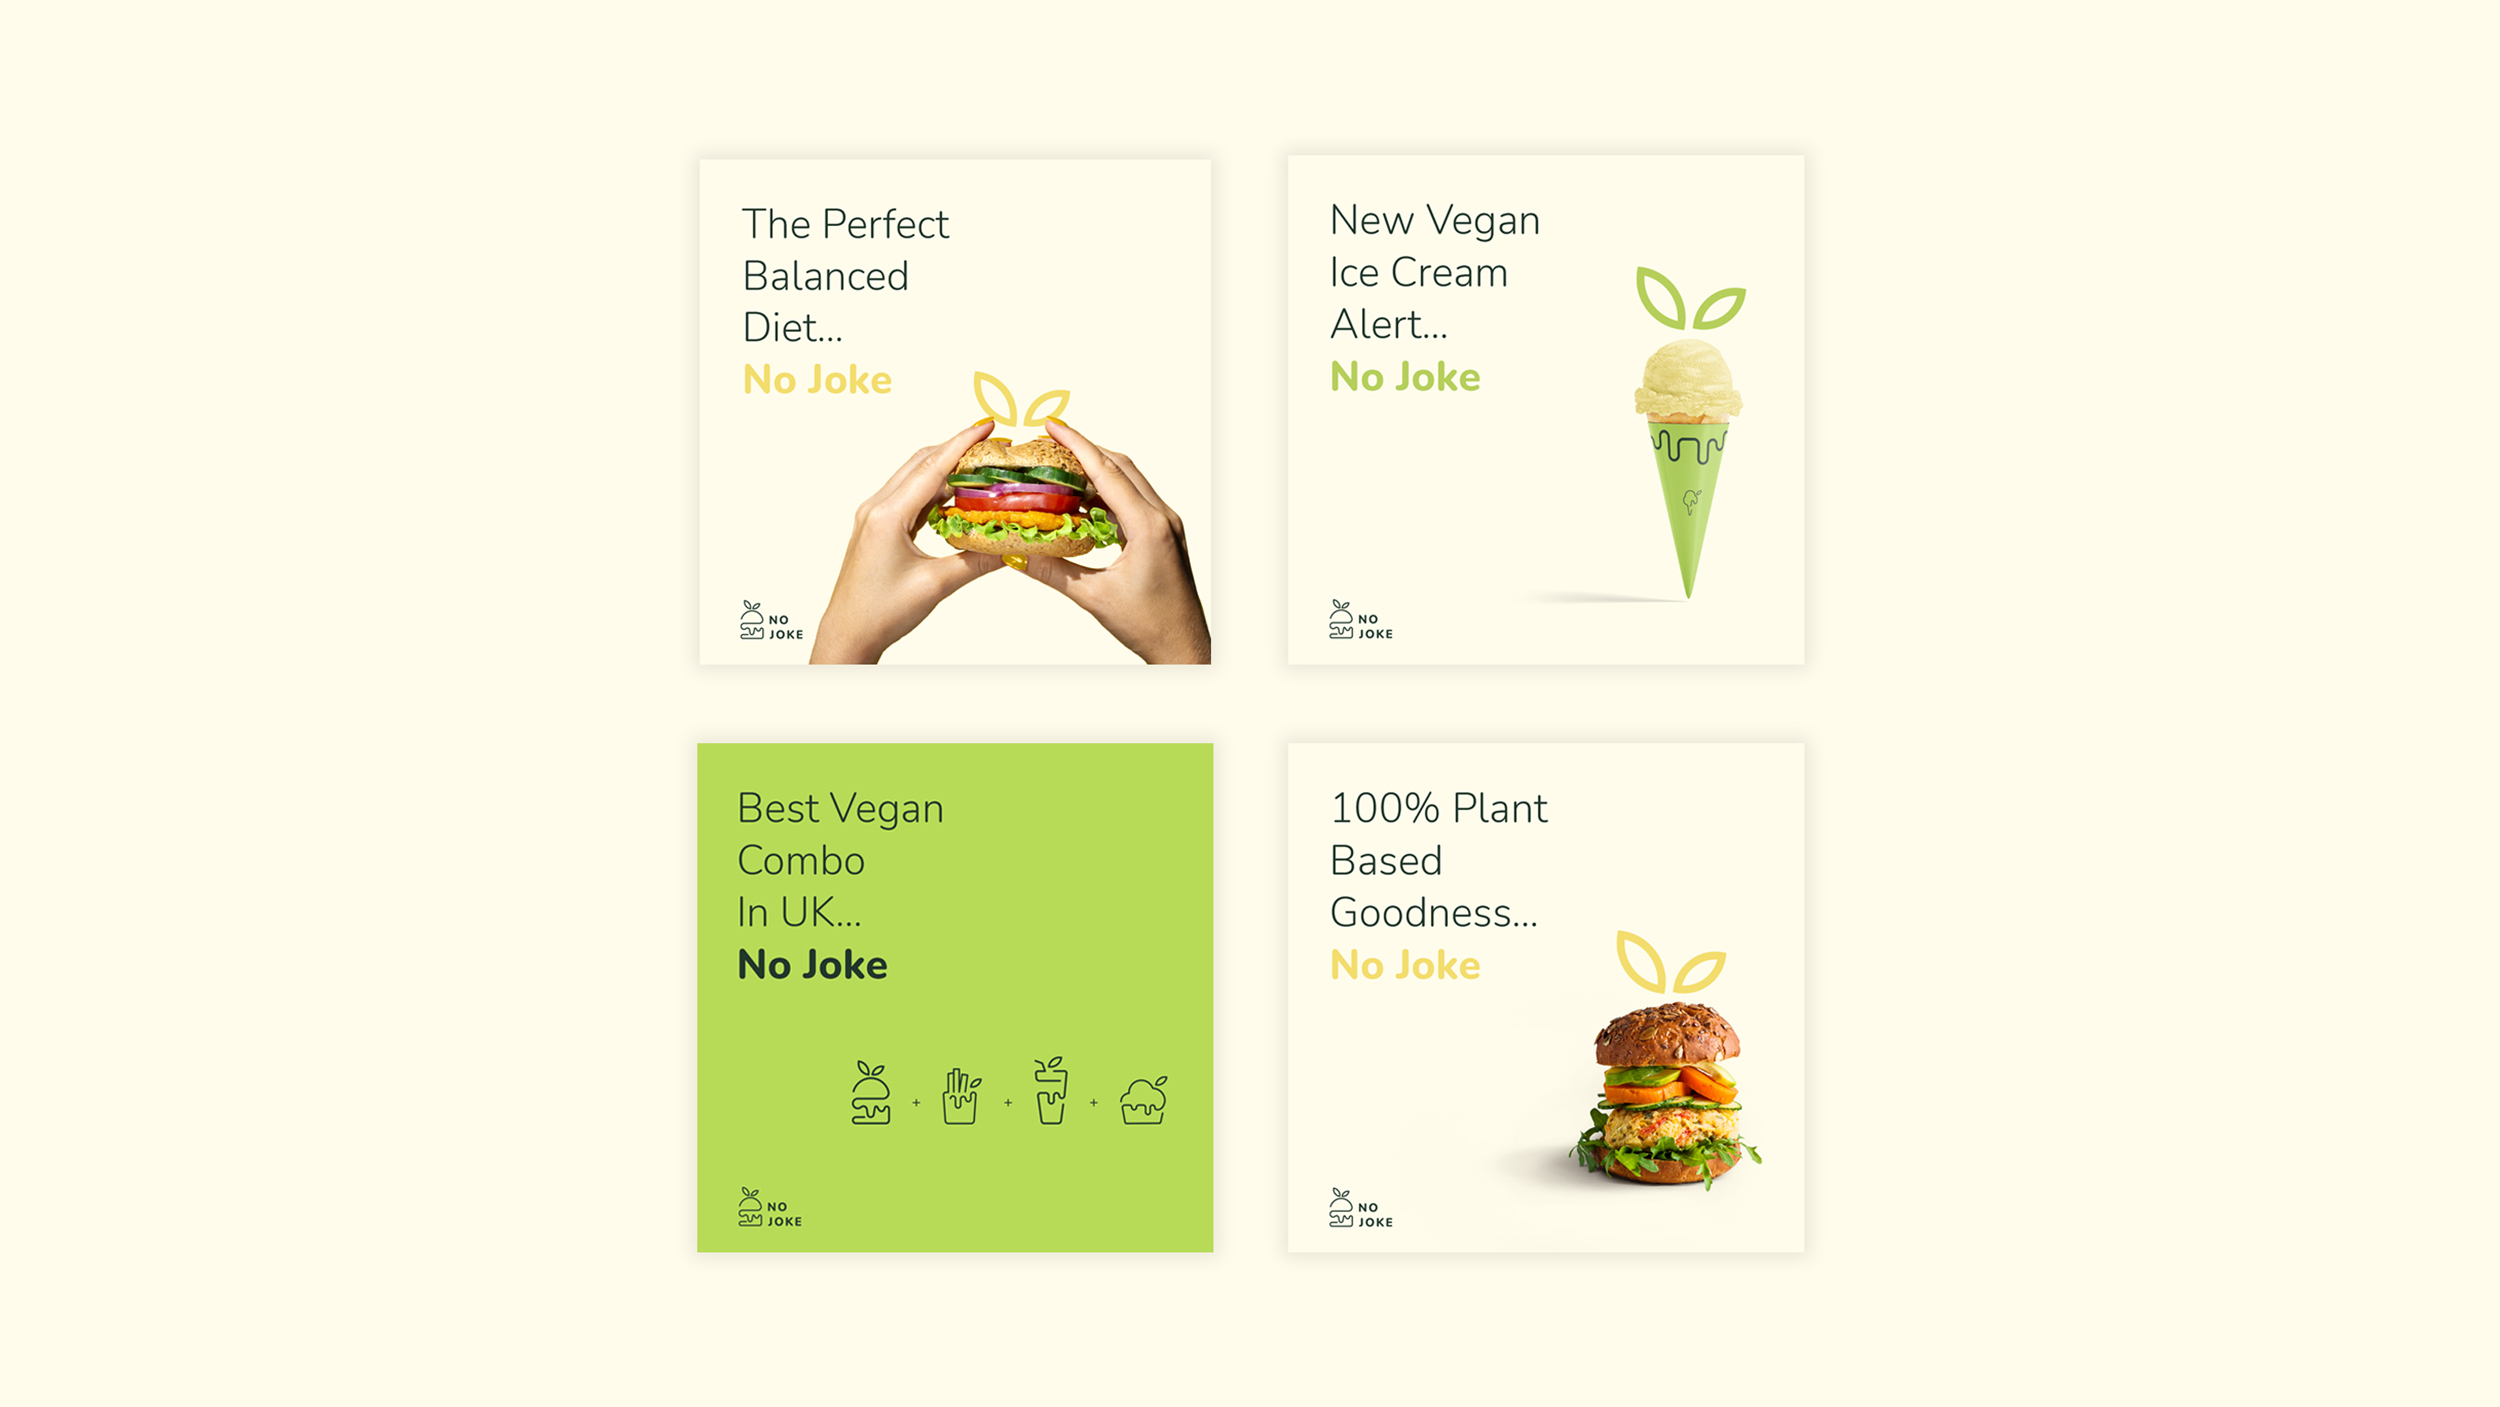 The Perfect
Balanced
Diet...
No Joke
NO
JOKE
New Vegan
Ice Cream
Alert...
No Joke
NO
JOKE
Best Vegan
Combo
In UK...
No Joke
+ + +
NO
JOKE
100% Plant
Based
Goodness...
No Joke
NO
JOKE